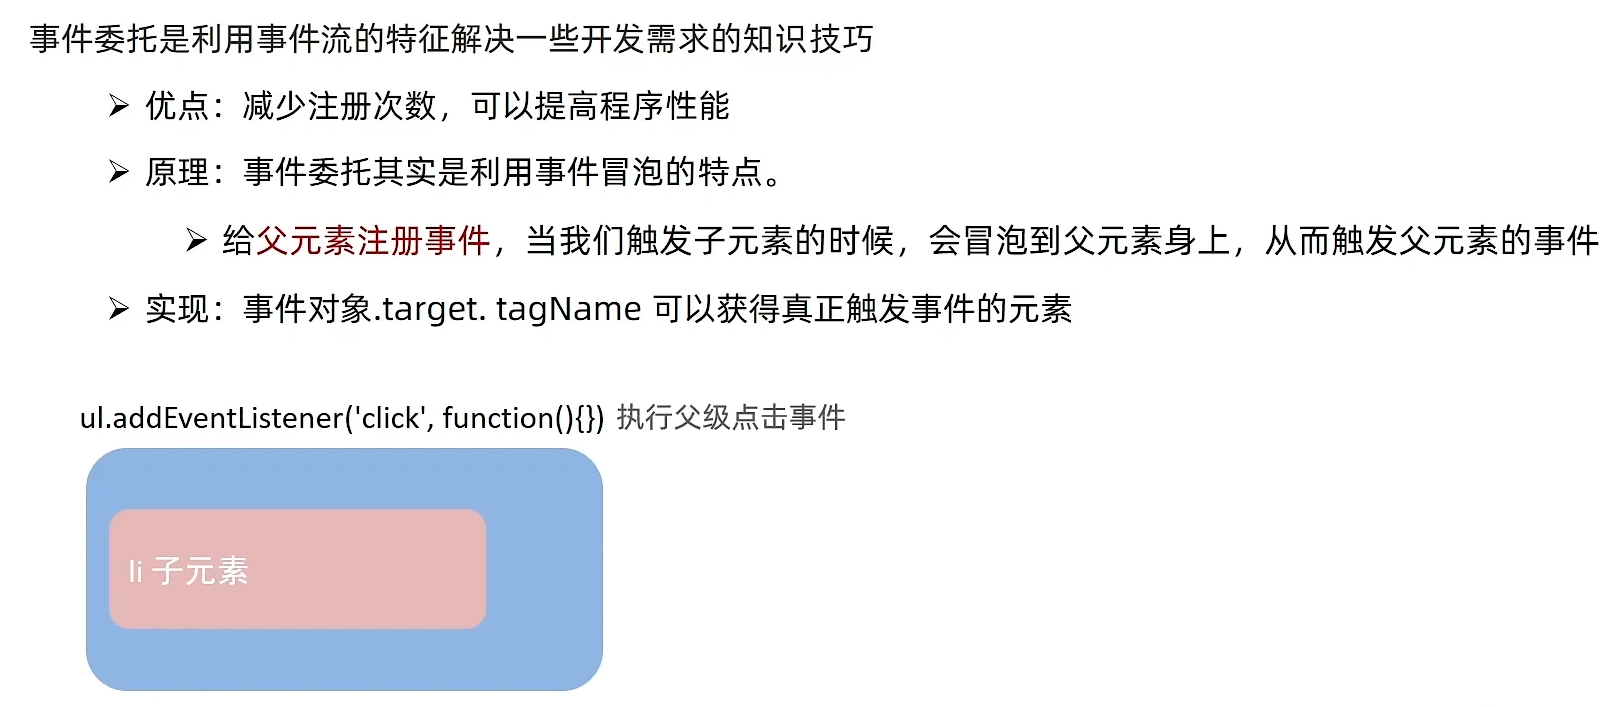 事件委托是利用事件流的特征解决一些开发需求的知识技巧
➢ 优点：减少注册次数，可以提高程序性能
➢ 原理：事件委托其实是利用事件冒泡的特点。
➢ 给父元素注册事件，当我们触发子元素的时候，会冒泡到父元素身上，从而触发父元素的事件
➢ 实现：事件对象.target. tagName 可以获得真正触发事件的元素
ul.addEventListener('click', function(){}) 执行父级点击事件
li 子元素